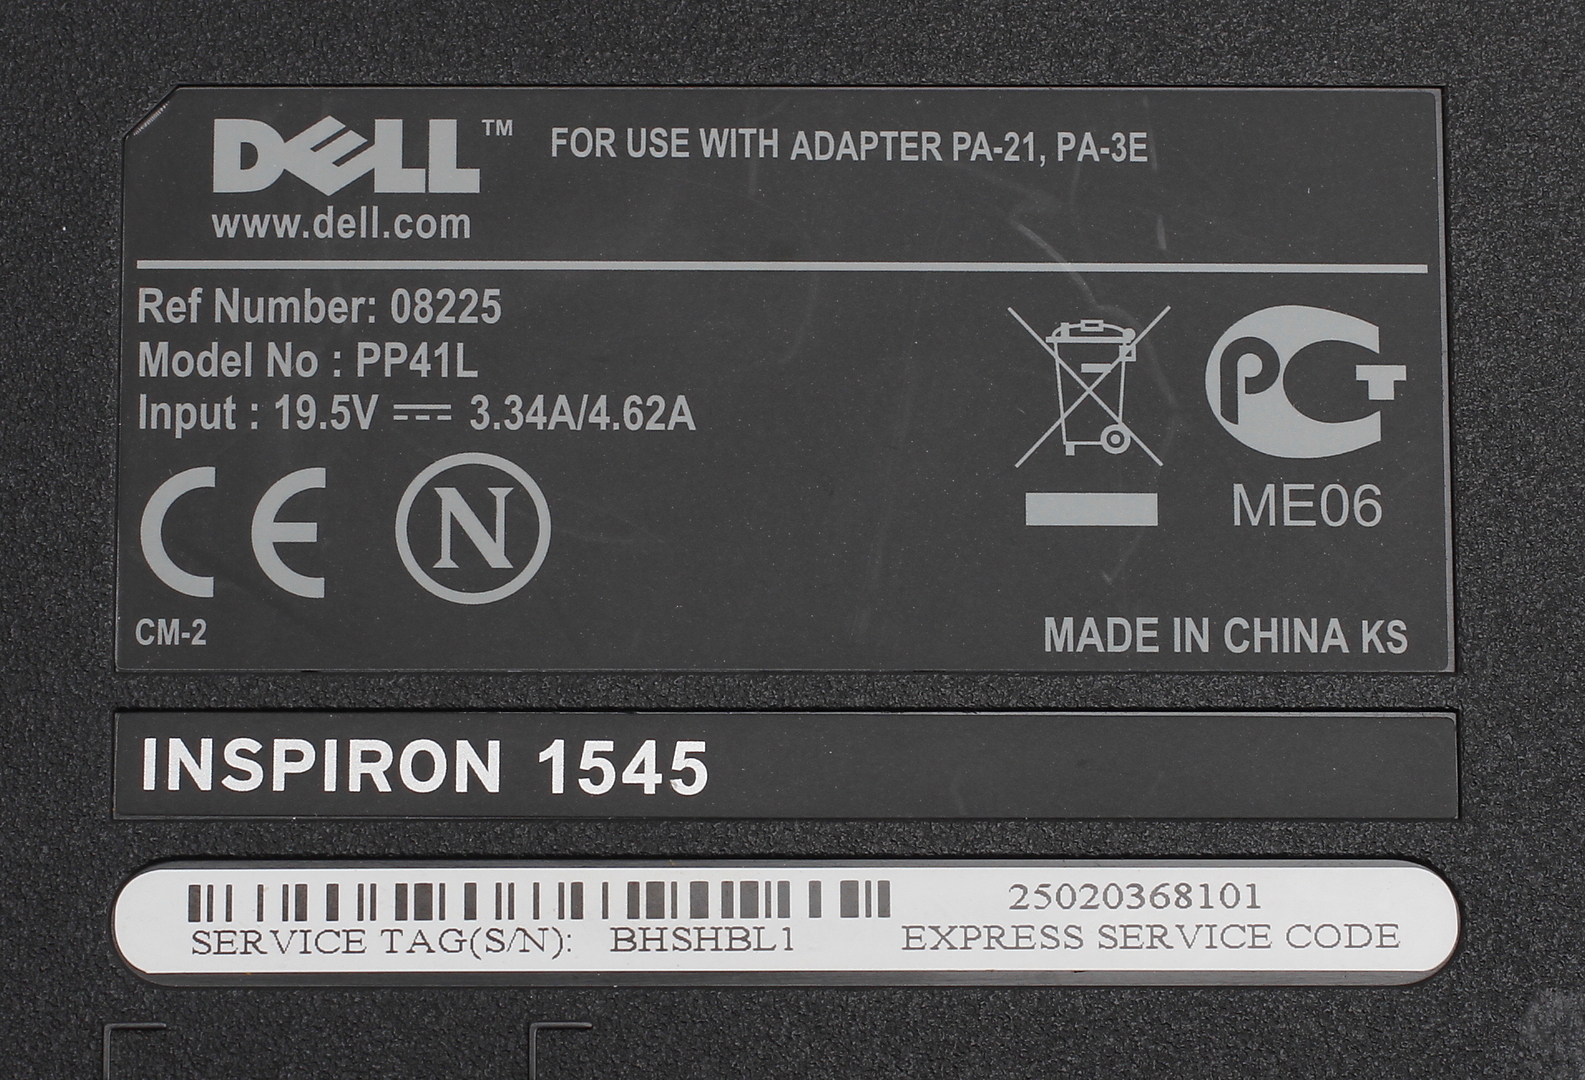 DELL™ FOR USE WITH ADAPTER PA-21, PA-3E
www.dell.com
Ref Number: 08225
Model No : PP41L
Input : 19.5V ⎓ 3.34A/4.62A
CE N
PCT
ME06
CM-2
MADE IN CHINA KS
INSPIRON 1545
25020368101
SERVICE TAG(S/N): BHSHBL1 EXPRESS SERVICE CODE